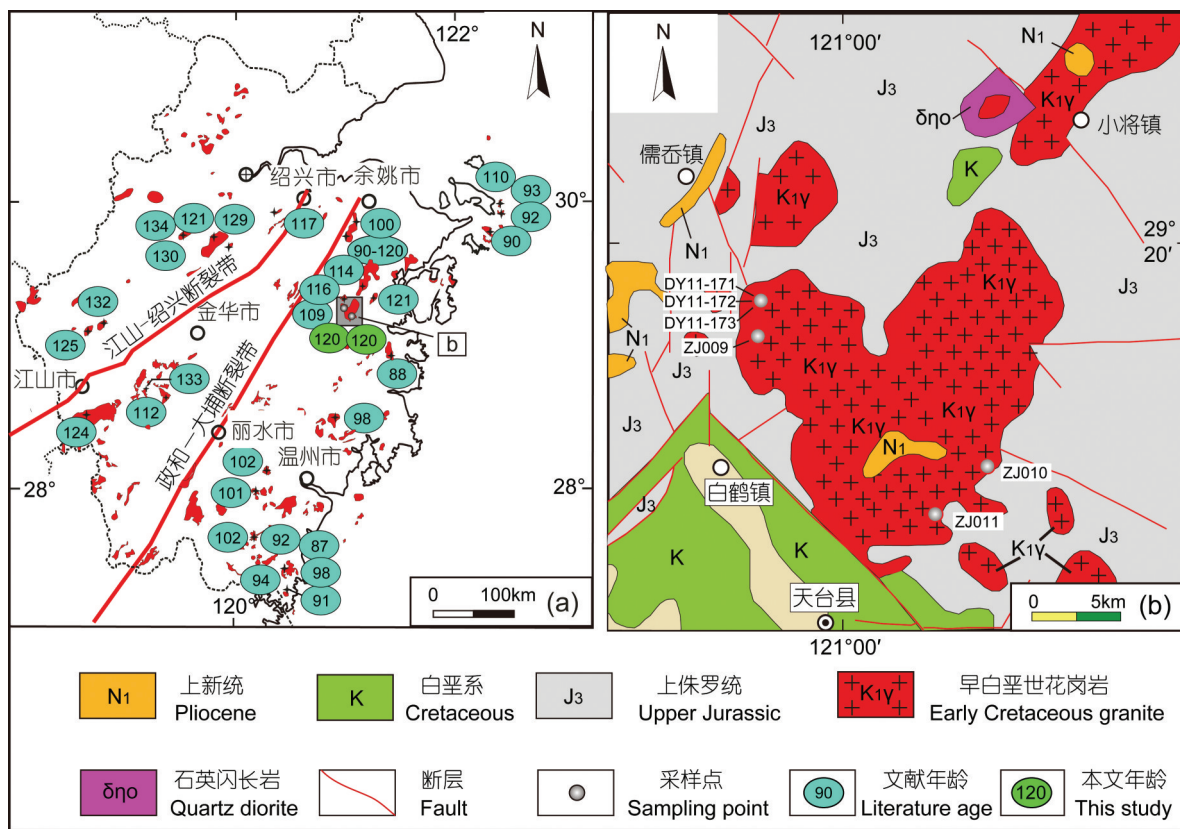 122°
N
30°
绍兴市
余姚市
110
93
92
90
134
121
129
130
117
100
90-120
114
116
121
109
120
120
b
132
125
江山-绍兴断裂带
金华市
江山市
133
112
124
88
98
政和-大埔断裂带
丽水市
温州市
102
101
28°
28°
102
92
87
98
94
91
120°
0 100km
(a)
121°00′
N
N₁
J₃
J₃
K₁γ
δηο
小将镇
儒岙镇
K
K₁γ
N₁
J₃
29°
20′
J₃
DY11-171
DY11-172
DY11-173
ZJ009
K₁γ
N₁
J₃
K₁γ
K₁γ
K₁γ
N₁
J₃
ZJ010
白鹤镇
J₃
ZJ011
K₁γ
J₃
K
K
天台县
0 5km
(b)
121°00′
N₁ 上新统 Pliocene
K 白垩系 Cretaceous
J₃ 上侏罗统 Upper Jurassic
K₁γ 早白垩世花岗岩 Early Cretaceous granite
δηο 石英闪长岩 Quartz diorite
断层 Fault
采样点 Sampling point
90 文献年龄 Literature age
120 本文年龄 This study